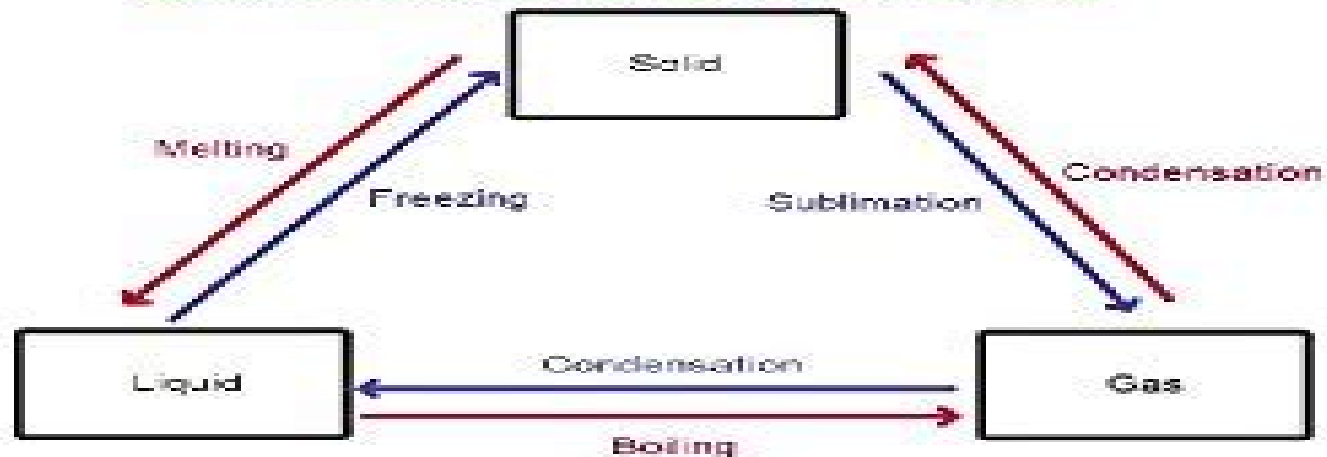 Solid
Melting
Condensation
Freezing
Sublimation
Condensation
Liquid
Gas
Boiling